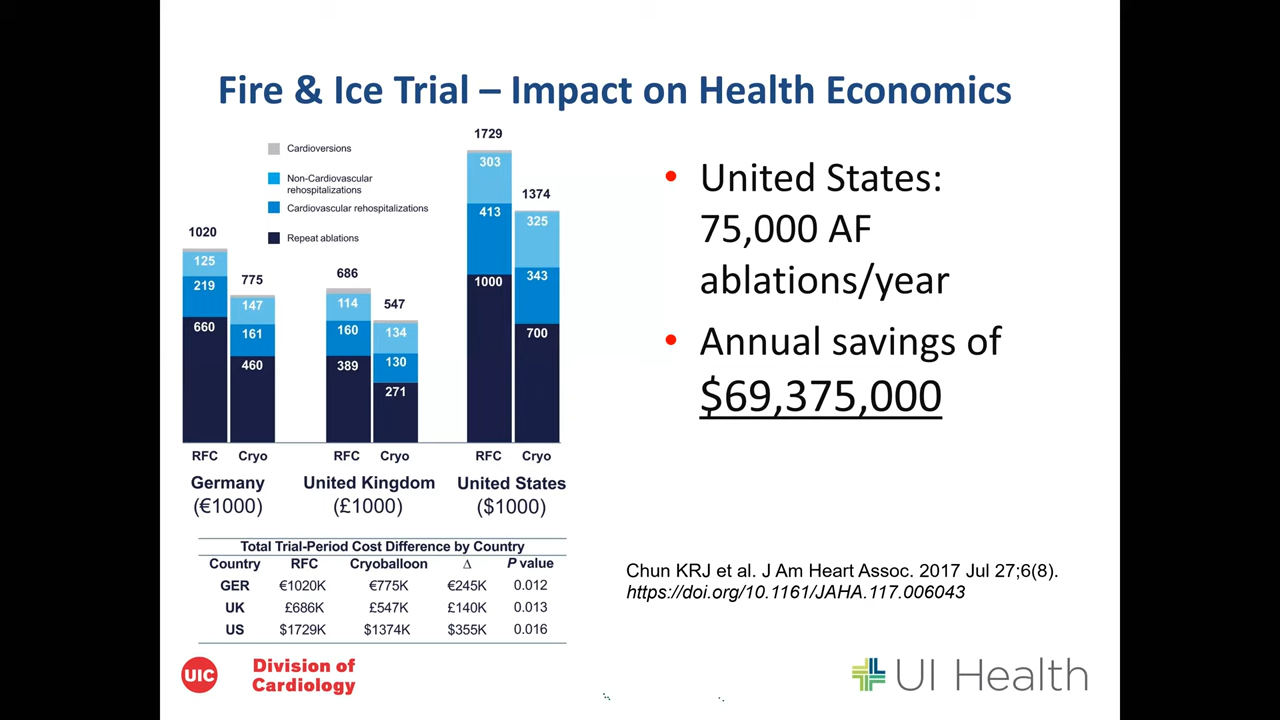 Fire & Ice Trial – Impact on Health Economics
Cardioversions
Non-Cardiovascular
rehospitalizations
Cardiovascular rehospitalizations
Repeat ablations
1020
125
219
660
775
147
161
460
686
114
160
389
547
134
130
271
1729
303
413
1000
1374
325
343
700
RFC Cryo RFC Cryo RFC Cryo
Germany United Kingdom United States
(€1000) (£1000) ($1000)
• United States:
75,000 AF
ablations/year
• Annual savings of
$69,375,000
Total Trial-Period Cost Difference by Country
Country RFC Cryoballoon Δ P value
GER €1020K €775K €245K 0.012
UK £686K £547K £140K 0.013
US $1729K $1374K $355K 0.016
Chun KRJ et al. J Am Heart Assoc. 2017 Jul 27;6(8).
https://doi.org/10.1161/JAHA.117.006043
UIC
Division of
Cardiology
UI Health